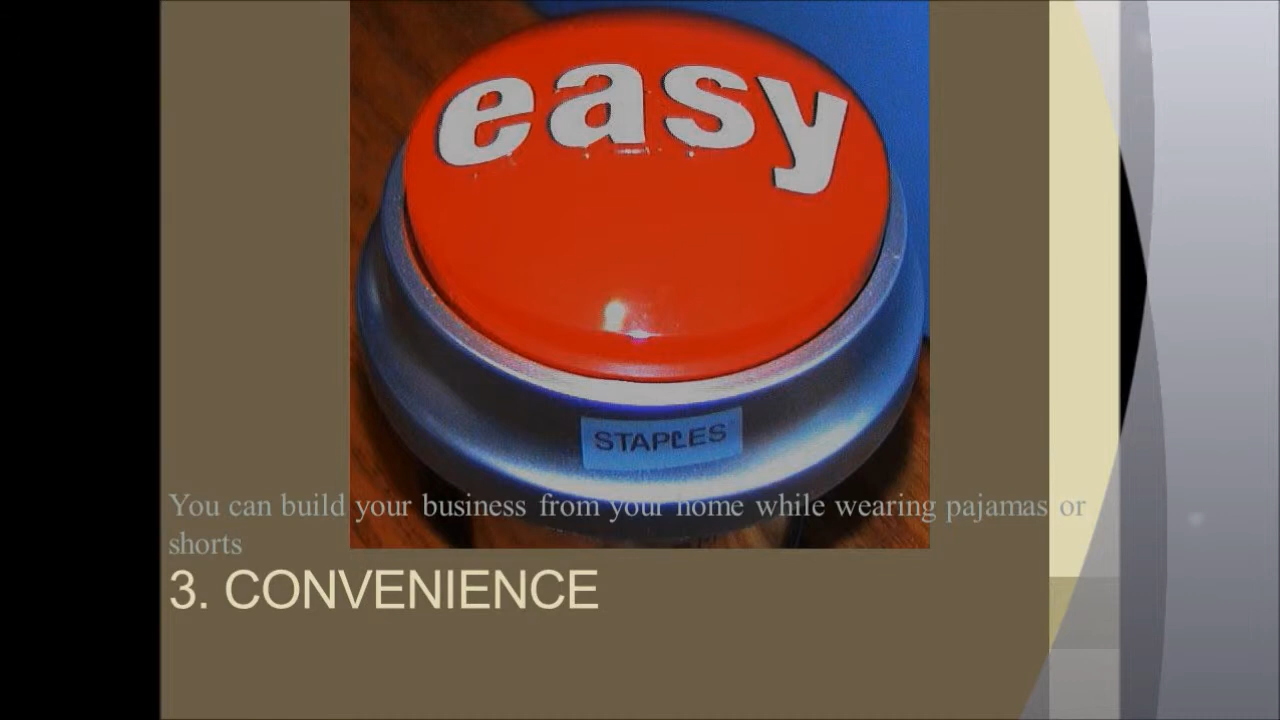 easy
STAPLES
You can build your business from your home while wearing pajamas or
shorts
3. CONVENIENCE